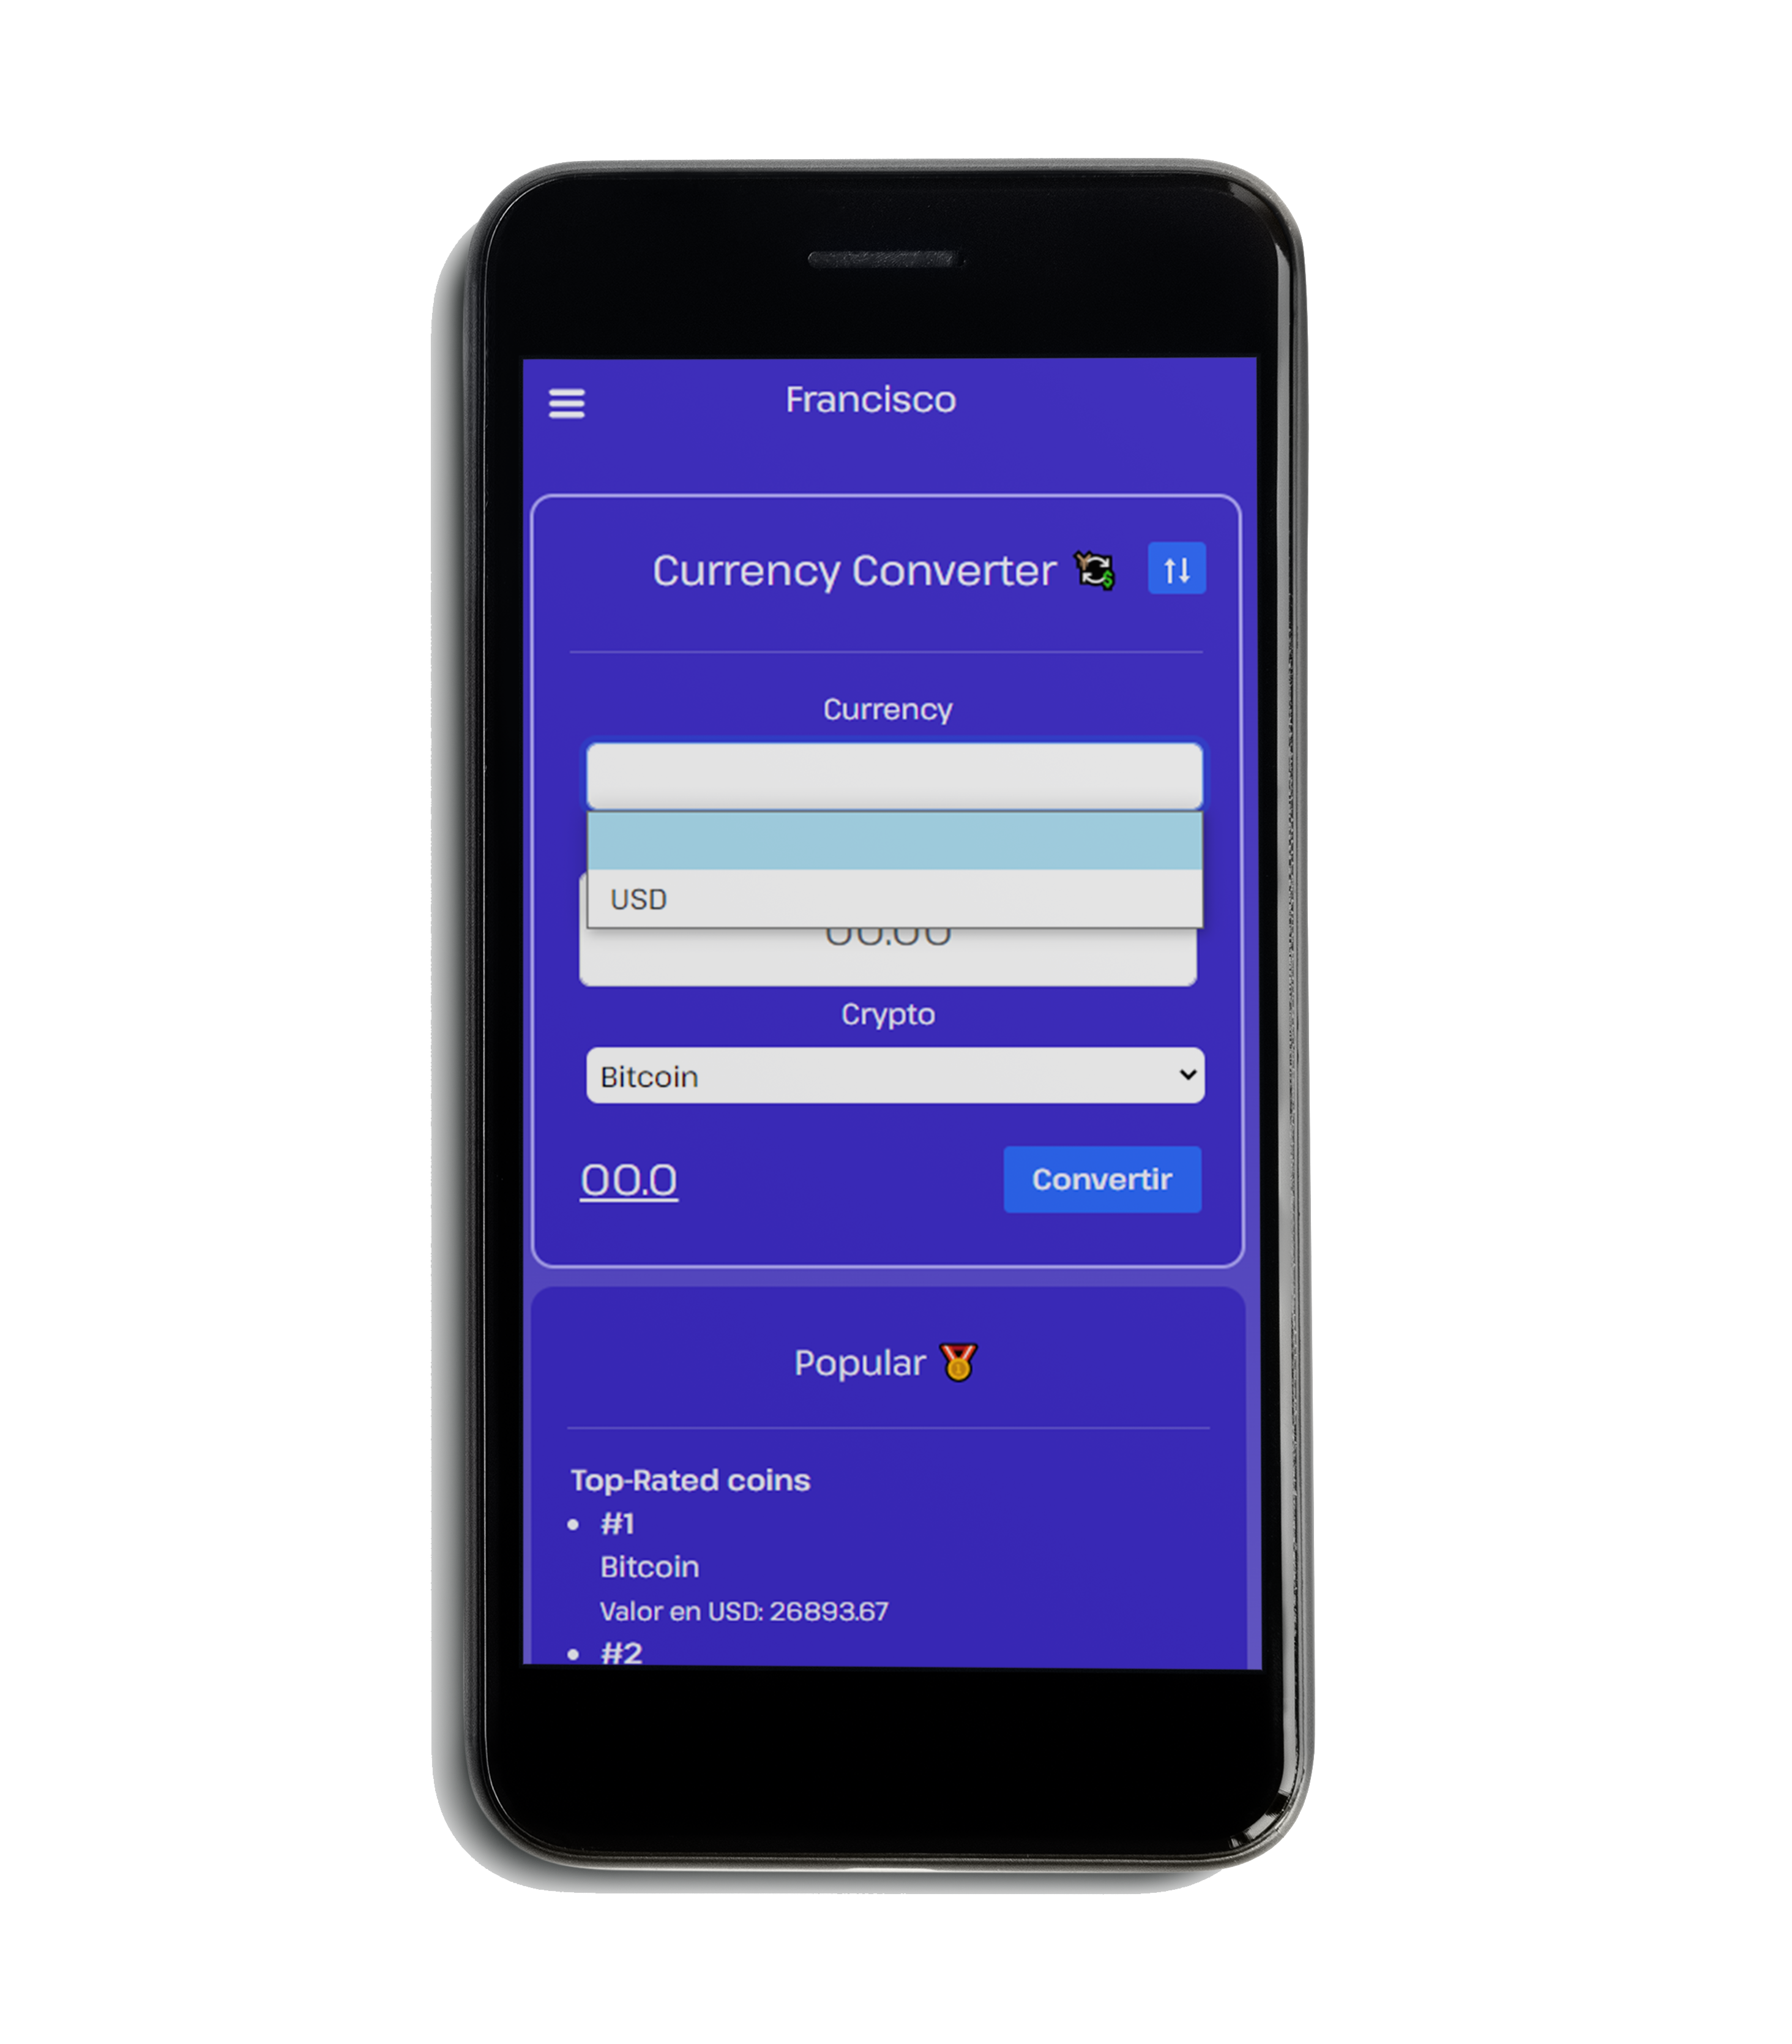 Francisco
Currency Converter
Currency
USD
00.00
Crypto
Bitcoin
00.0
Convertir
Popular
Top-Rated coins
#1
Bitcoin
Valor en USD: 26893.67
#2